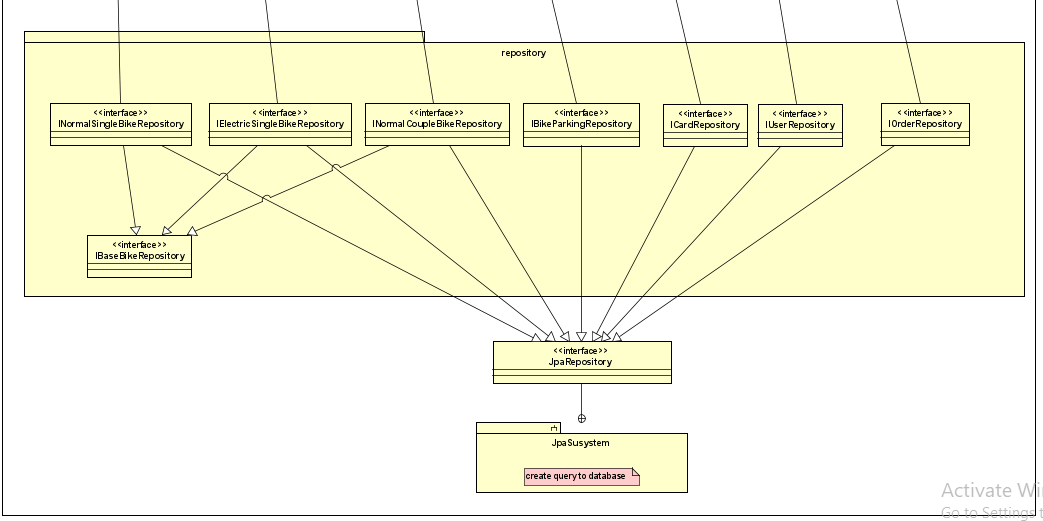 repository
<<interface>>
INormalSingleBikeRepository
<<interface>>
IElectricSingleBikeRepository
<<interface>>
INormalCoupleBikeRepository
<<interface>>
IBikeParkingRepository
<<interface>>
ICardRepository
<<interface>>
IUserRepository
<<interface>>
IOrderRepository
<<interface>>
IBaseBikeRepository
<<interface>>
JpaRepository
JpaSusystem
create query to database
Activate Wi
Go to Settings t